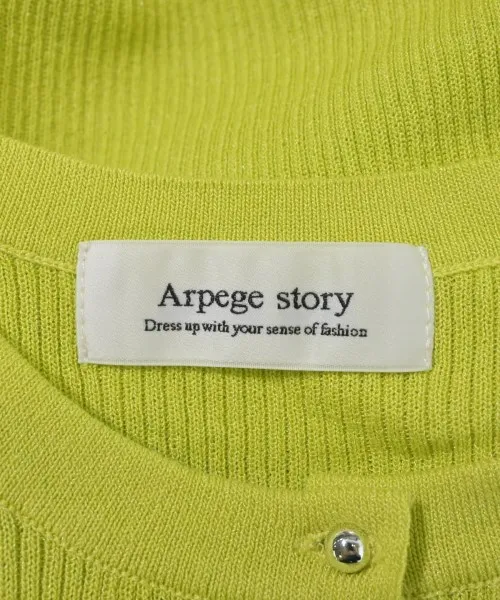 Arpege story
Dress up with your sense of fashion